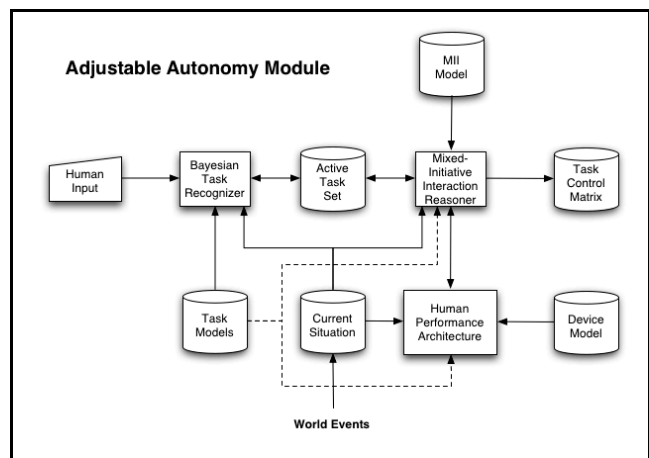 Adjustable Autonomy Module
MII
Model
Human
Input
Bayesian
Task
Recognizer
Active
Task
Set
Mixed-
Initiative
Interaction
Reasoner
Task
Control
Matrix
Task
Models
Current
Situation
Human
Performance
Architecture
Device
Model
World Events